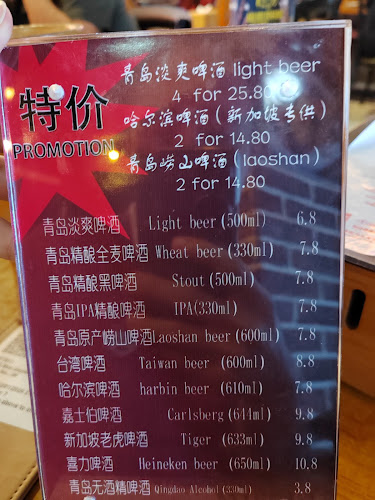 特价
PROMOTION
青岛淡爽啤酒 light beer
4 for 25.80
哈尔滨啤酒(新加坡专供)
2 for 14.80
青岛崂山啤酒(laoshan)
2 for 14.80
青岛淡爽啤酒 Light beer(500ml) 6.8
青岛精酿全麦啤酒 Wheat beer(330ml) 7.8
青岛精酿黑啤酒 Stout(500ml) 7.8
青岛IPA精酿啤酒 IPA(330ml) 7.8
青岛原产崂山啤酒 Laoshan beer(600ml) 7.8
台湾啤酒 Taiwan beer (600ml) 8.8
哈尔滨啤酒 harbin beer (610ml) 7.8
嘉士伯啤酒 Carlsberg(644ml) 9.8
新加坡老虎啤酒 Tiger (633ml) 9.8
喜力啤酒 Heineken beer (650ml) 10.8
青岛无酒精啤酒 Qingdao Alcohol(330ml) 3.8